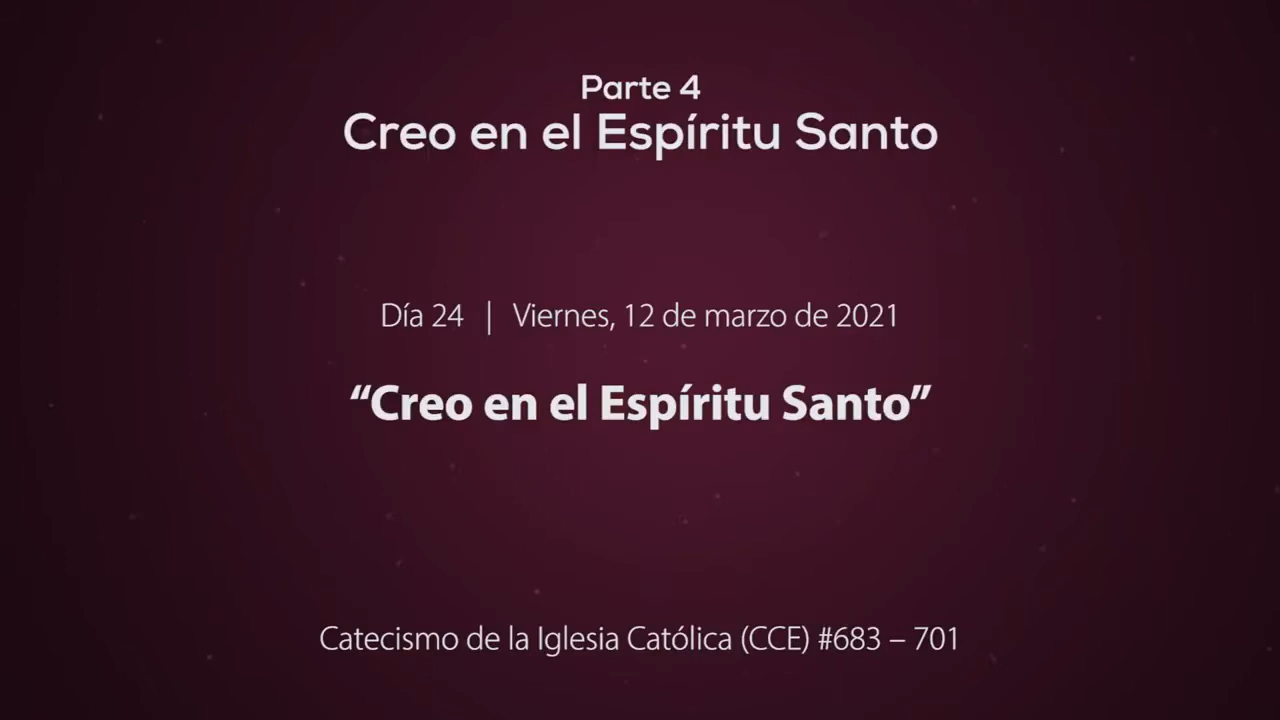 Parte 4
Creo en el Espíritu Santo
Día 24 | Viernes, 12 de marzo de 2021
“Creo en el Espíritu Santo”
Catecismo de la Iglesia Católica (CCE) #683 – 701